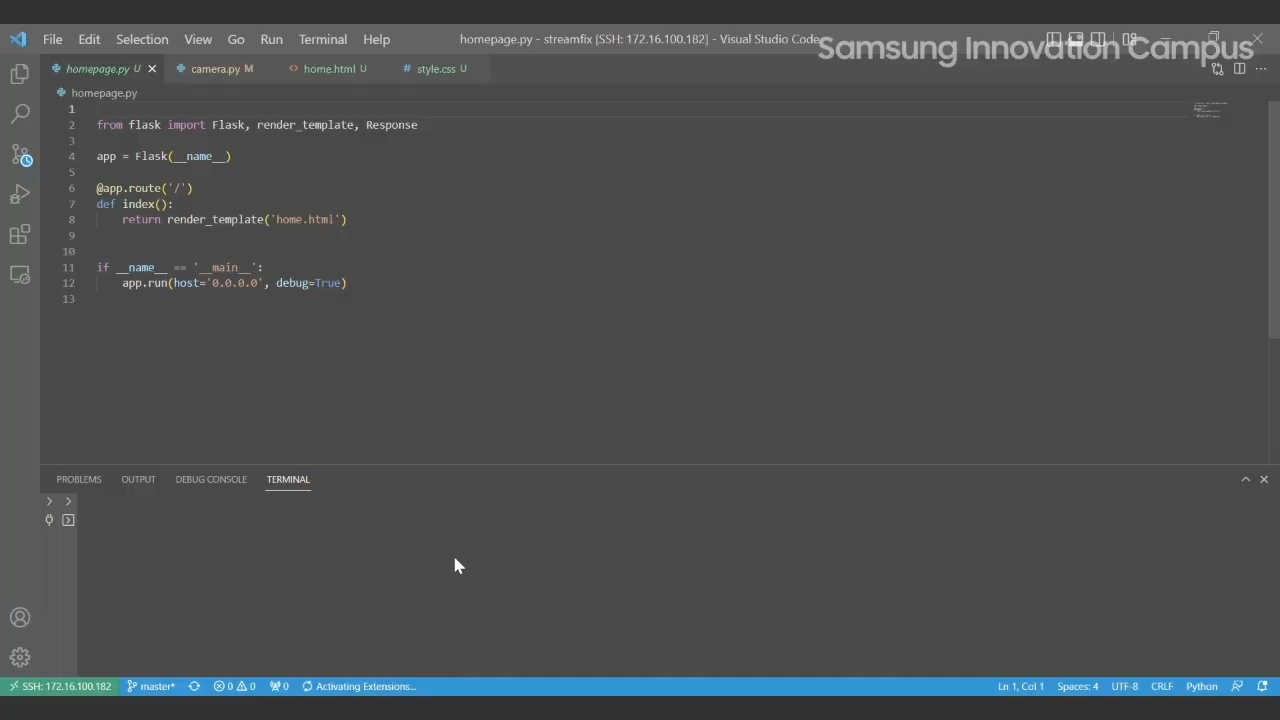 File Edit Selection View Go Run Terminal Help homepage.py - streamfix [SSH: 172.16.100.182] - Visual Studio Code
Samsung Innovation Campus
homepage.py U camera.py M home.html U style.css U
homepage.py
1
2 from flask import Flask, render_template, Response
3
4 app = Flask(__name__)
5
6 @app.route('/')
7 def index():
8 return render_template('home.html')
9
10
11 if __name__ == '__main__':
12 app.run(host='0.0.0.0', debug=True)
13
PROBLEMS OUTPUT DEBUG CONSOLE TERMINAL
SSH: 172.16.100.182 master* 0 0 0 Activating Extensions... Ln 1, Col 1 Spaces: 4 UTF-8 CRLF Python